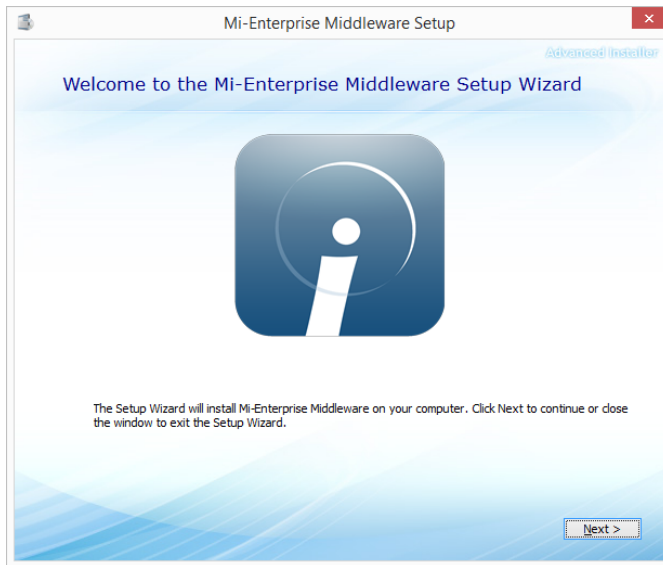 Mi-Enterprise Middleware Setup
Advanced Installer
Welcome to the Mi-Enterprise Middleware Setup Wizard
The Setup Wizard will install Mi-Enterprise Middleware on your computer. Click Next to continue or close
the window to exit the Setup Wizard.
Next >